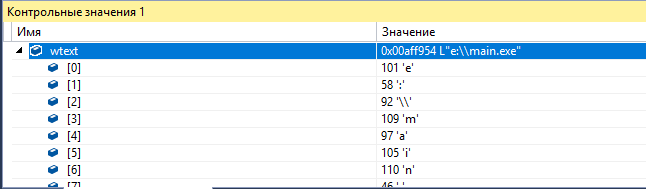 Контрольные значения 1
Имя Значение
wtext 0x00aff954 L"e:\\main.exe"
[0] 101 'e'
[1] 58 ':'
[2] 92 '\\'
[3] 109 'm'
[4] 97 'a'
[5] 105 'i'
[6] 110 'n'
[7] 46 '.'